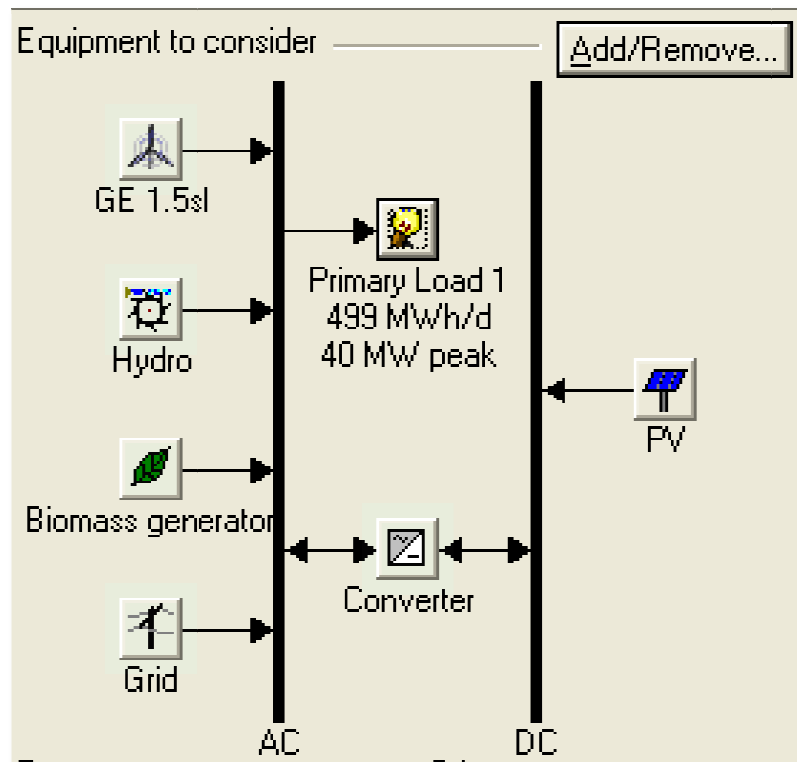 Equipment to consider
Add/Remove...
GE 1.5sl
Primary Load 1
499 MWh/d
40 MW peak
Hydro
PV
Biomass generator
Converter
Grid
AC
DC